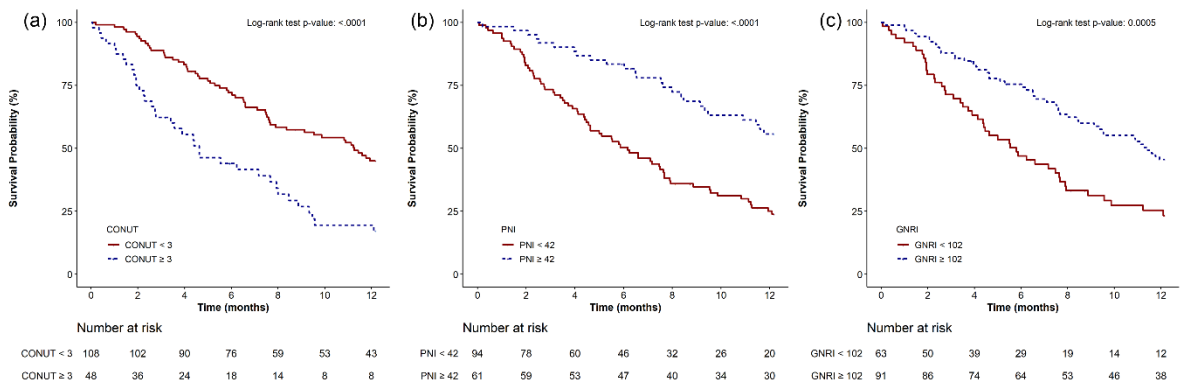 (a)
Log-rank test p-value: <.0001
Survival Probability (%)
100
75
50
25
0
CONUT
CONUT < 3
CONUT ≥ 3
0 2 4 6 8 10 12
Time (months)
Number at risk
CONUT < 3 108 102 90 76 59 53 43
CONUT ≥ 3 48 36 24 18 14 8 8
(b)
Log-rank test p-value: <.0001
Survival Probability (%)
100
75
50
25
0
PNI
PNI < 42
PNI ≥ 42
0 2 4 6 8 10 12
Time (months)
Number at risk
PNI < 42 94 78 60 46 32 26 20
PNI ≥ 42 61 59 53 47 40 34 30
(c)
Log-rank test p-value: 0.0005
Survival Probability (%)
100
75
50
25
0
GNRI
GNRI < 102
GNRI ≥ 102
0 2 4 6 8 10 12
Time (months)
Number at risk
GNRI < 102 63 50 39 29 19 14 12
GNRI ≥ 102 91 86 74 64 53 46 38